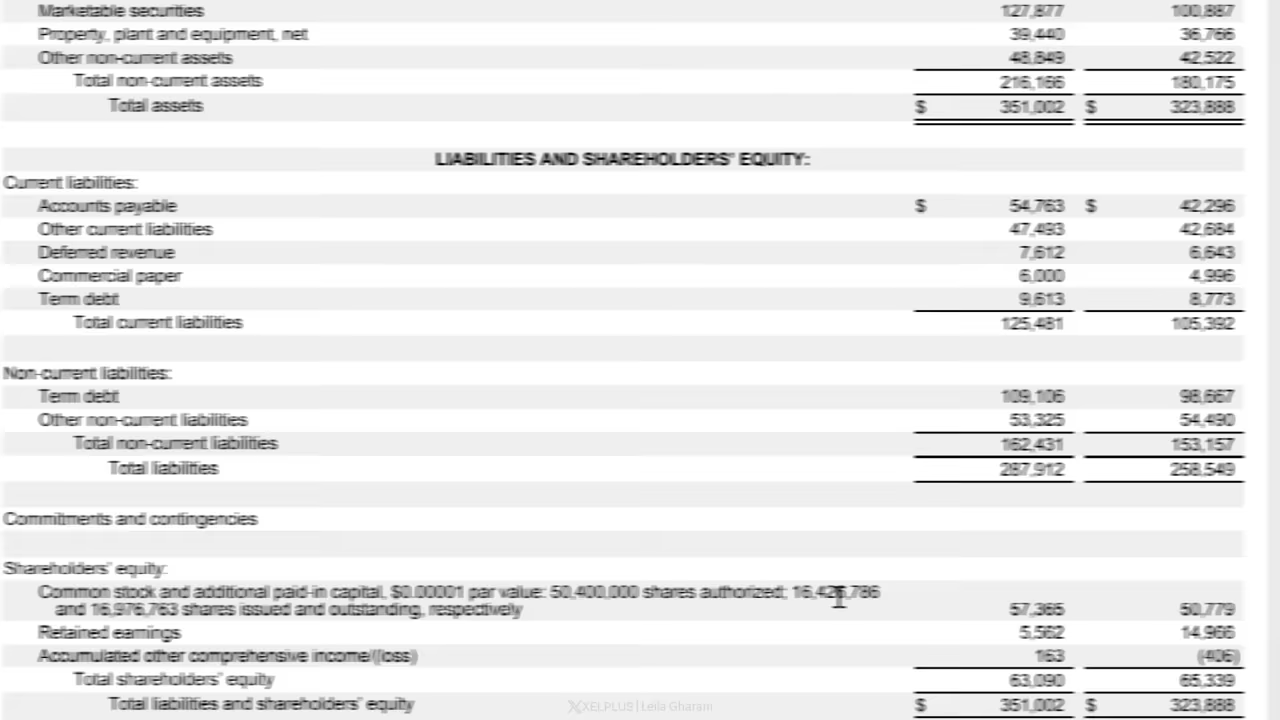 Marketable securities 127,877 100,887
Property, plant and equipment, net 39,440 36,766
Other non-current assets 48,849 42,522
Total non-current assets 216,166 180,175
Total assets $ 351,002 $ 323,888
LIABILITIES AND SHAREHOLDERS' EQUITY:
Current liabilities:
Accounts payable $ 54,763 $ 42,296
Other current liabilities 47,493 42,684
Deferred revenue 7,612 6,643
Commercial paper 6,000 4,996
Term debt 9,613 8,773
Total current liabilities 125,481 105,392
Non-current liabilities:
Term debt 109,106 98,667
Other non-current liabilities 53,325 54,490
Total non-current liabilities 162,431 153,157
Total liabilities 287,912 258,549
Commitments and contingencies
Shareholders' equity:
Common stock and additional paid-in capital, $0.00001 par value: 50,400,000 shares authorized; 16,426,786
and 16,976,763 shares issued and outstanding, respectively 57,365 50,779
Retained earnings 5,562 14,966
Accumulated other comprehensive income/(loss) 163 (406)
Total shareholders' equity 63,090 65,339
Total liabilities and shareholders' equity $ 351,002 $ 323,888
XELPLUS | Leila Gharani